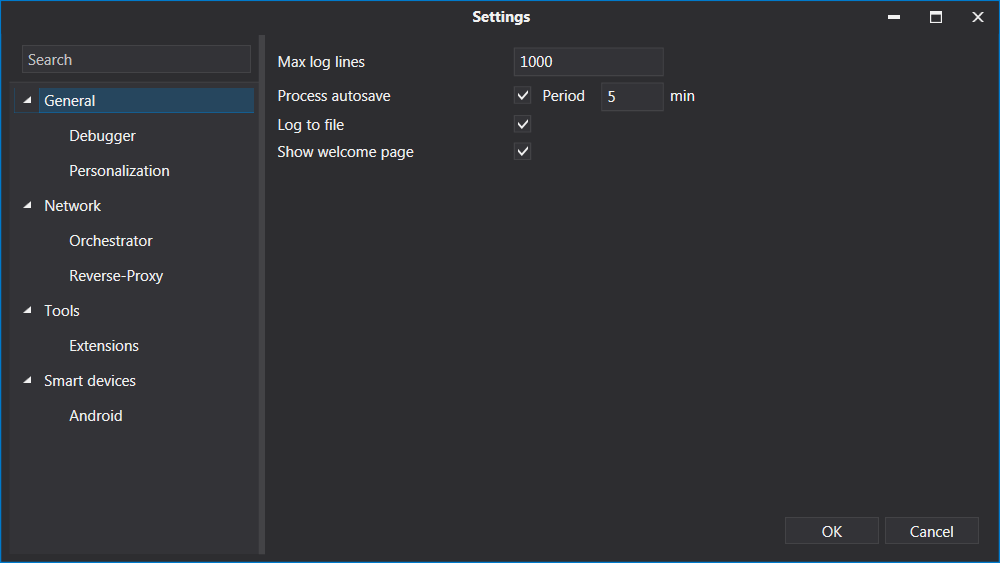 Settings
Search
General
Debugger
Personalization
Network
Orchestrator
Reverse-Proxy
Tools
Extensions
Smart devices
Android
Max log lines 1000
Process autosave Period 5 min
Log to file
Show welcome page
OK Cancel